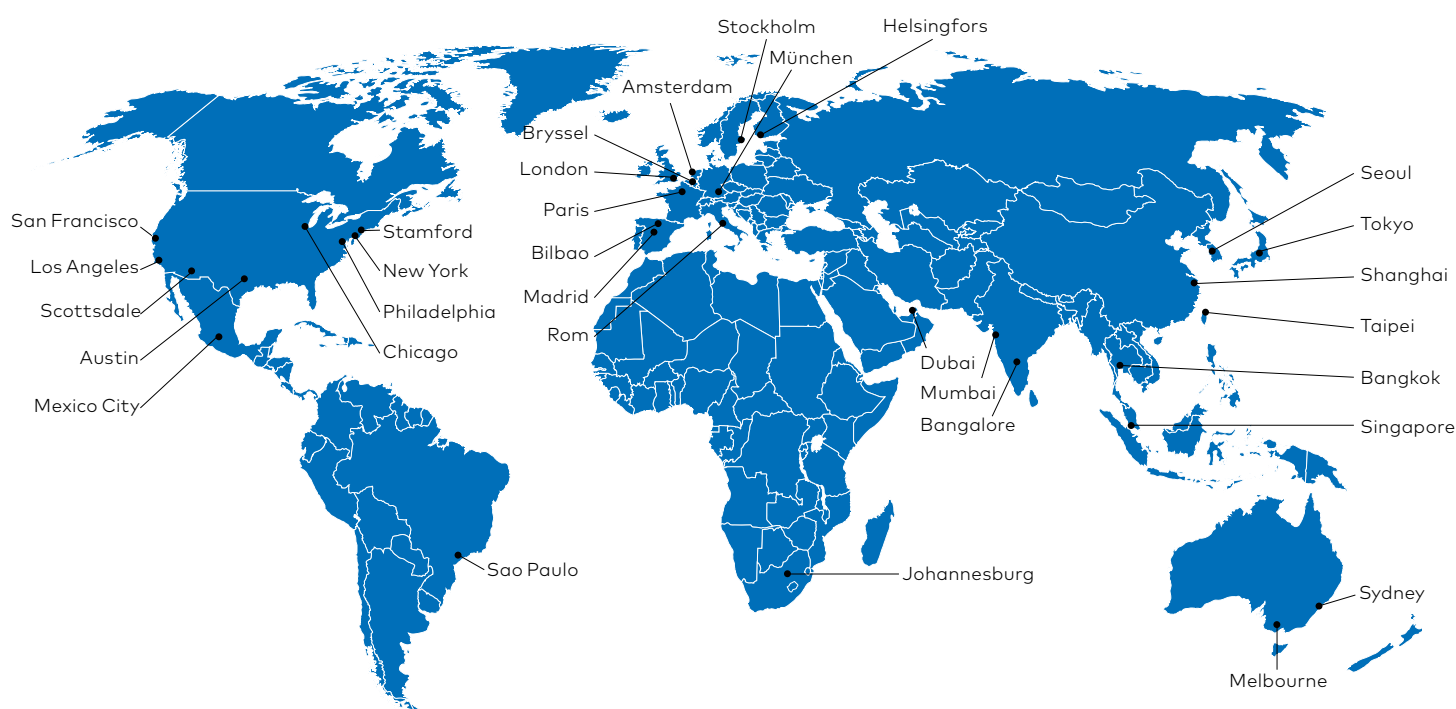 Stockholm
Helsingfors
München
Amsterdam
Bryssel
London
Paris
Bilbao
Madrid
Rom
San Francisco
Los Angeles
Scottsdale
Austin
Mexico City
Stamford
New York
Philadelphia
Chicago
Sao Paulo
Dubai
Mumbai
Bangalore
Johannesburg
Seoul
Tokyo
Shanghai
Taipei
Bangkok
Singapore
Sydney
Melbourne